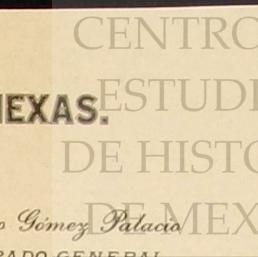 CENTRO
ESTUDI
NEXAS.
DE HISTO
o Gómez Palacio
DE MEX
RADO GENERAL